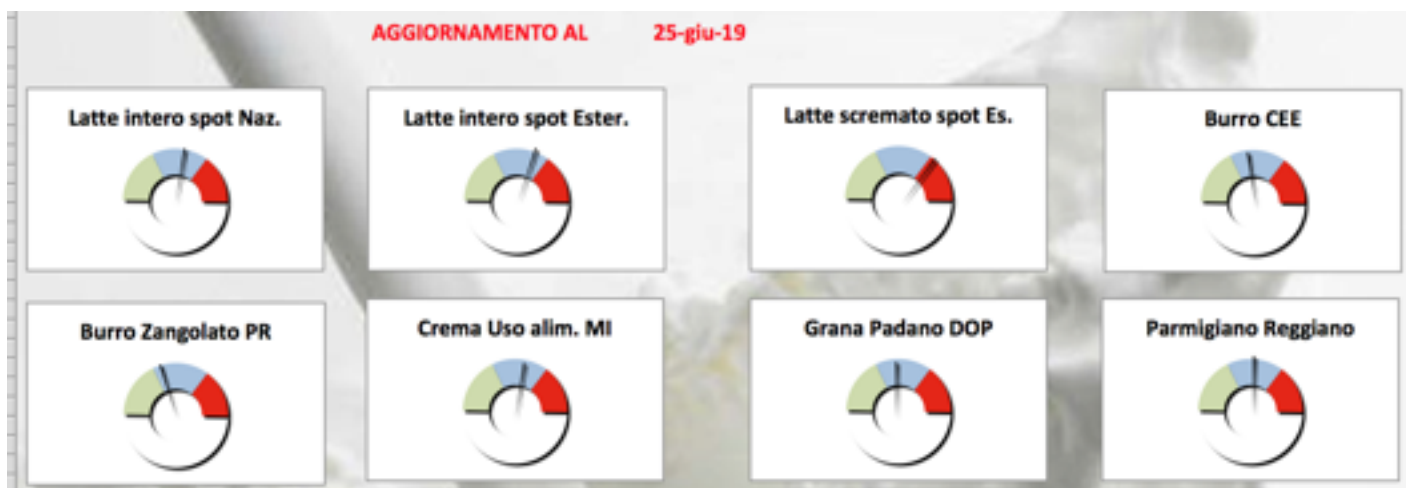 AGGIORNAMENTO AL 25-giu-19
Latte intero spot Naz.
Latte intero spot Ester.
Latte scremato spot Es.
Burro CEE
Burro Zangolato PR
Crema Uso alim. MI
Grana Padano DOP
Parmigiano Reggiano